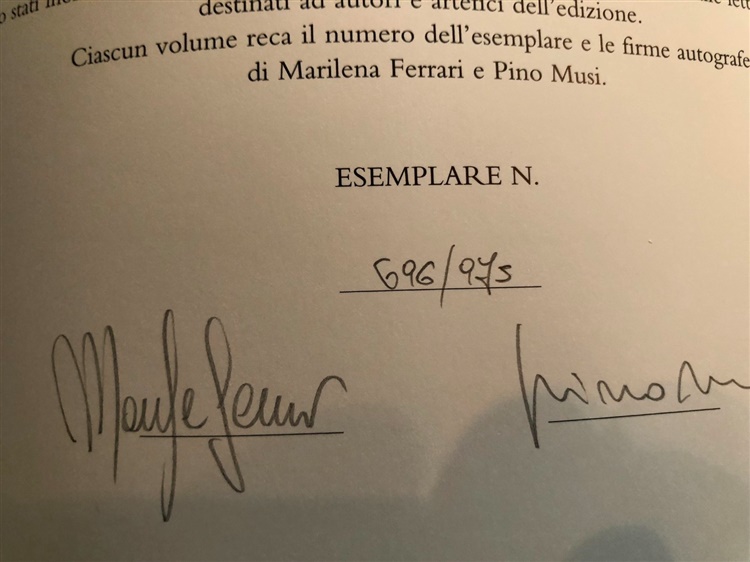 o stati
destinati ad autori e artefici dell'edizione.
Ciascun volume reca il numero dell'esemplare e le firme autografe
di Marilena Ferrari e Pino Musi.
ESEMPLARE N.
696/975